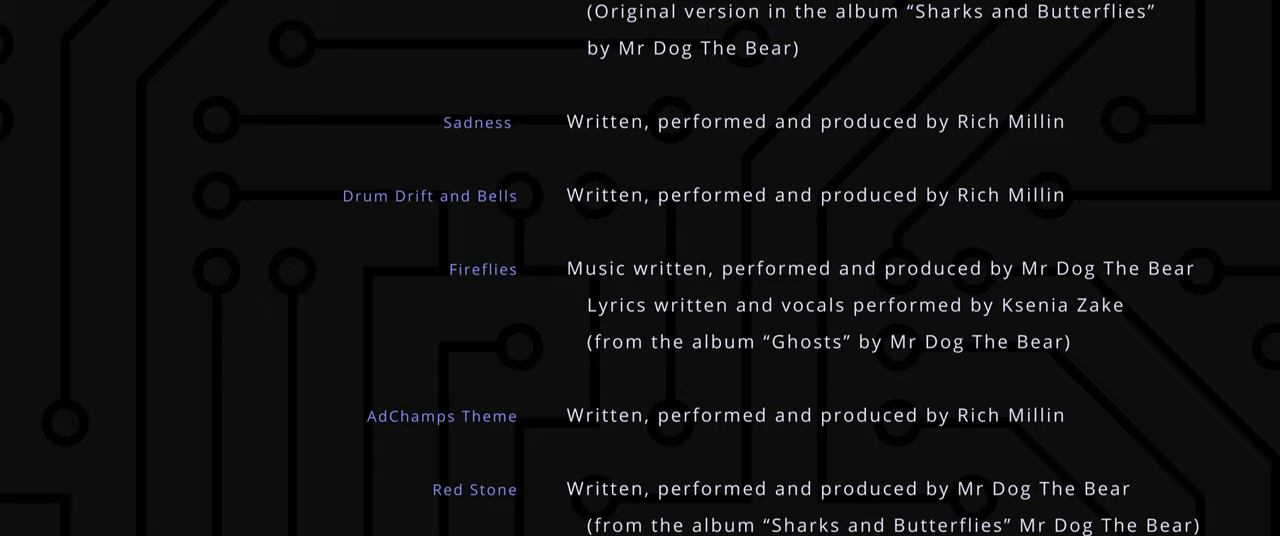 (Original version in the album “Sharks and Butterflies”
by Mr Dog The Bear)
Sadness Written, performed and produced by Rich Millin
Drum Drift and Bells Written, performed and produced by Rich Millin
Fireflies Music written, performed and produced by Mr Dog The Bear
Lyrics written and vocals performed by Ksenia Zake
(from the album “Ghosts” by Mr Dog The Bear)
AdChamps Theme Written, performed and produced by Rich Millin
Red Stone Written, performed and produced by Mr Dog The Bear
(from the album “Sharks and Butterflies” Mr Dog The Bear)